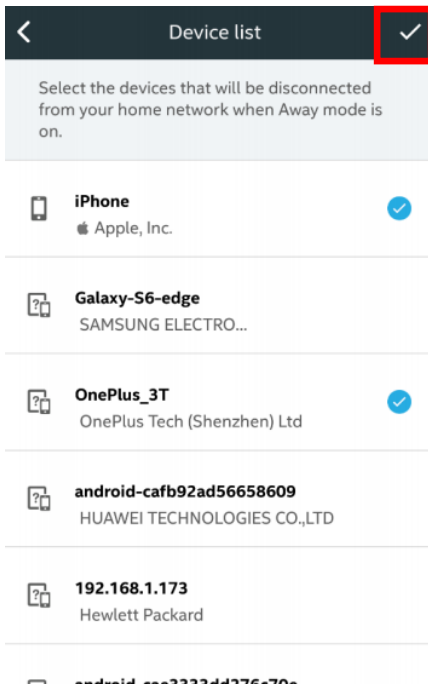 Device list
Select the devices that will be disconnected
from your home network when Away mode is
on.
iPhone
Apple, Inc.
Galaxy-S6-edge
SAMSUNG ELECTRO...
OnePlus_3T
OnePlus Tech (Shenzhen) Ltd
android-cafb92ad56658609
HUAWEI TECHNOLOGIES CO.,LTD
192.168.1.173
Hewlett Packard